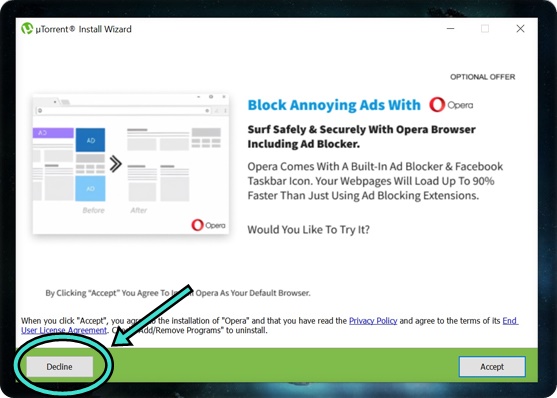 µTorrent® Install Wizard
OPTIONAL OFFER
Block Annoying Ads With Opera
Surf Safely & Securely With Opera Browser
Including Ad Blocker.
Opera Comes With A Built-In Ad Blocker & Facebook
Taskbar Icon. Your Webpages Will Load Up To 90%
Faster Than Just Using Ad Blocking Extensions.
Would You Like To Try It?
AD
AD
AD
Before After
Opera
By Clicking "Accept" You Agree To Opera As Your Default Browser.
When you click "Accept", you the installation of "Opera" and that you have read the Privacy Policy and agree to the terms of its End
User License Agreement. "Add/Remove Programs" to uninstall.
Decline
Accept